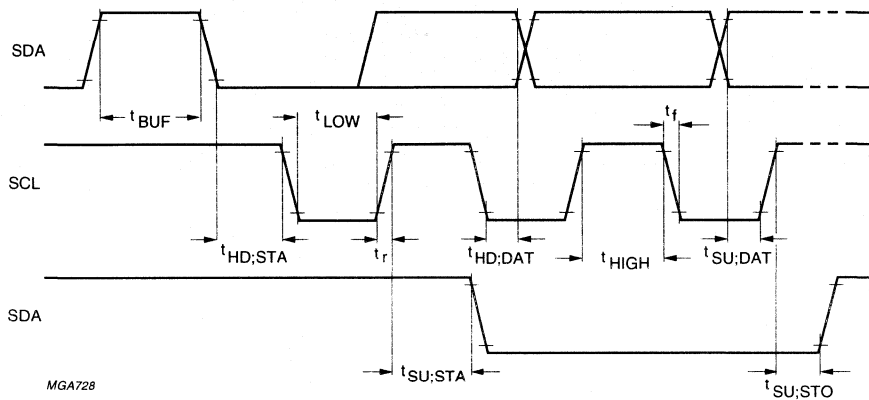 SDA
t BUF
t LOW
t f
SCL
t HD;STA
t r
t HD;DAT
t HIGH
t SU;DAT
SDA
t SU;STA
t SU;STO
MGA728